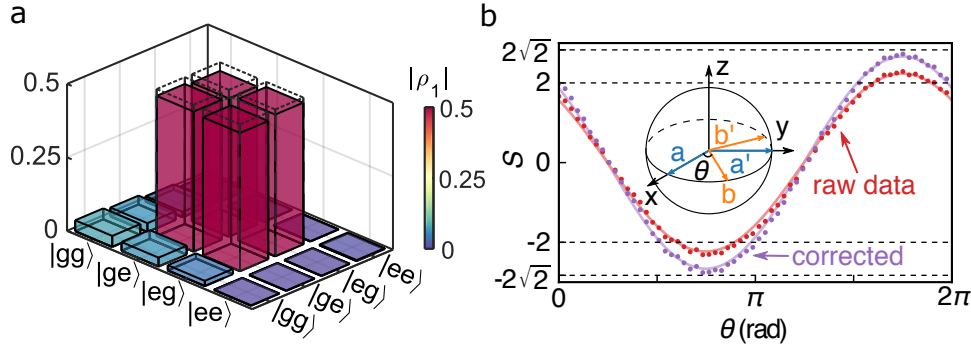 a
0.5
0.25
0
|gg⟩
|ge⟩
|eg⟩
|ee⟩
|gg⟩
|ge⟩
|eg⟩
|ee⟩
|ρ₁|
0.5
0.25
0
b
2√2
2
0
-2
-2√2
S
0
π
2π
θ (rad)
z
y
x
a
a'
b
b'
θ
raw data
corrected